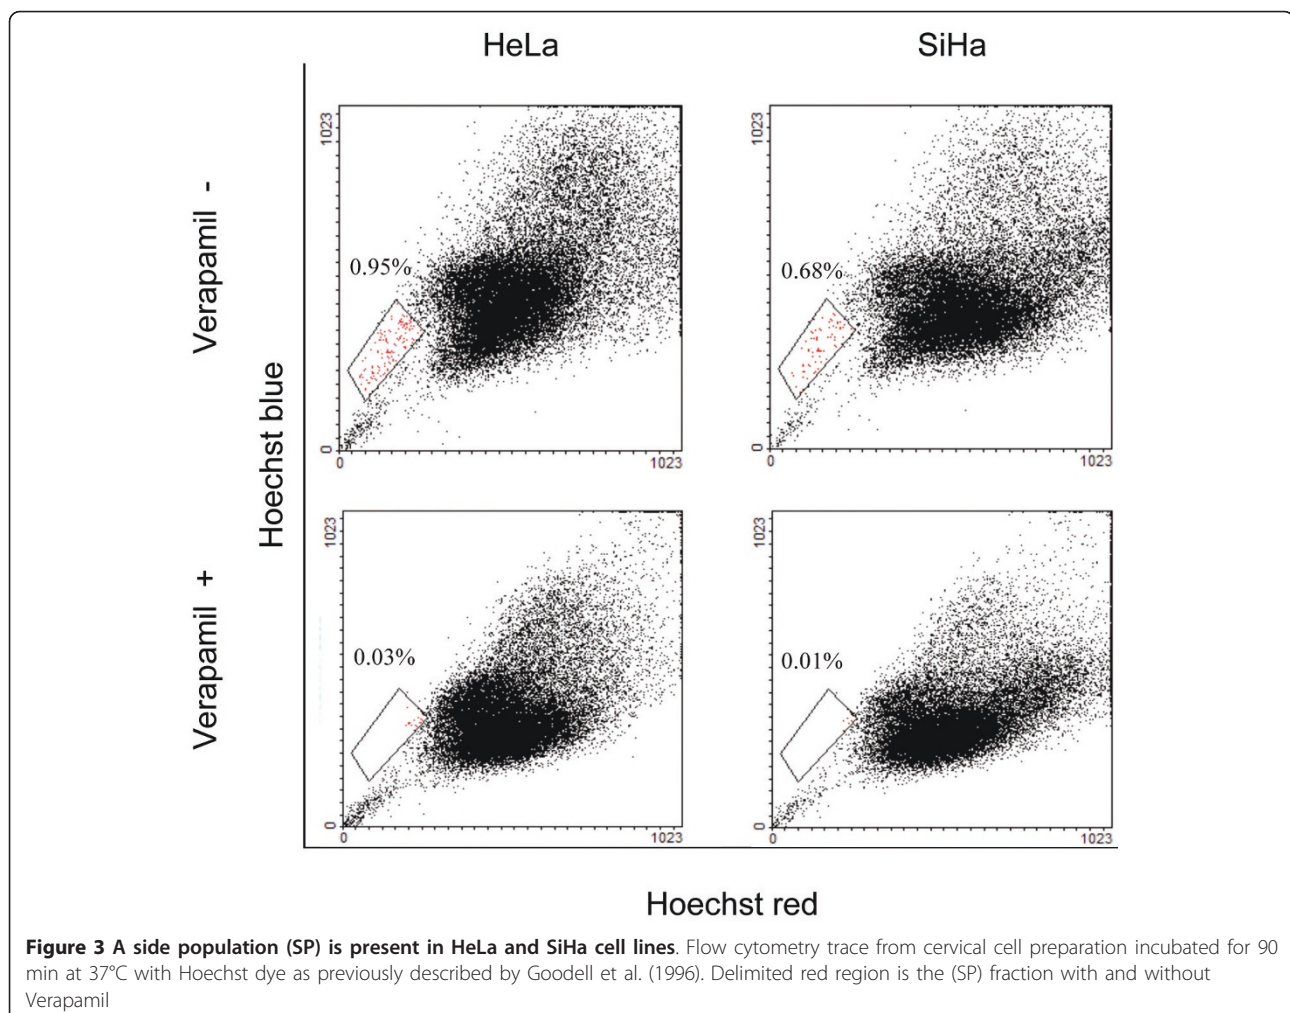 HeLa
SiHa
Verapamil -
Verapamil +
Hoechst blue
1023
0.95%
0
0
1023
1023
0.68%
0
0
1023
1023
0.03%
0
0
1023
1023
0.01%
0
0
1023
Hoechst red
Figure 3 A side population (SP) is present in HeLa and SiHa cell lines. Flow cytometry trace from cervical cell preparation incubated for 90
min at 37°C with Hoechst dye as previously described by Goodell et al. (1996). Delimited red region is the (SP) fraction with and without
Verapamil